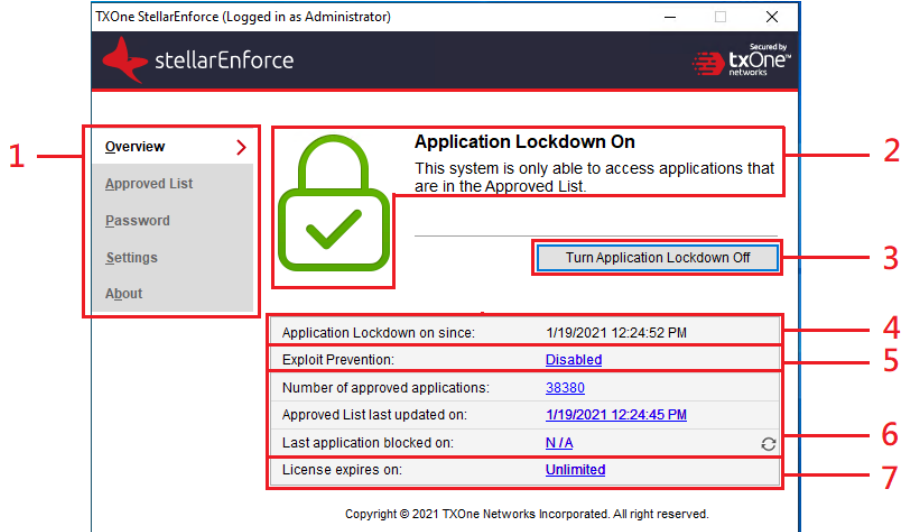 TXOne StellarEnforce (Logged in as Administrator)
stellarEnforce
Secured by
txOne™
networks
1
Overview
Approved List
Password
Settings
About
Application Lockdown On
This system is only able to access applications that
are in the Approved List.
2
Turn Application Lockdown Off
3
Application Lockdown on since: 1/19/2021 12:24:52 PM
4
Exploit Prevention: Disabled
5
Number of approved applications: 38380
Approved List last updated on: 1/19/2021 12:24:45 PM
Last application blocked on: N/A
6
License expires on: Unlimited
7
Copyright © 2021 TXOne Networks Incorporated. All right reserved.